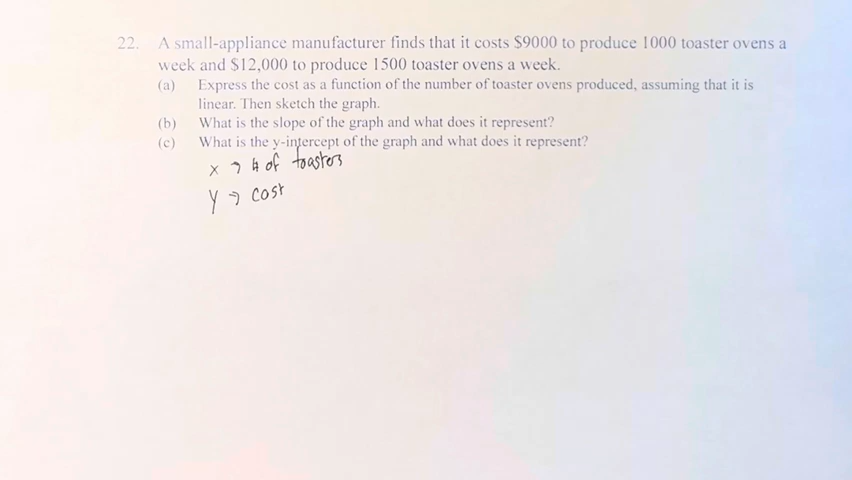 22. A small-appliance manufacturer finds that it costs $9000 to produce 1000 toaster ovens a
week and $12,000 to produce 1500 toaster ovens a week.
(a) Express the cost as a function of the number of toaster ovens produced, assuming that it is
linear. Then sketch the graph.
(b) What is the slope of the graph and what does it represent?
(c) What is the y-intercept of the graph and what does it represent?
x → # of toasters
y → cost